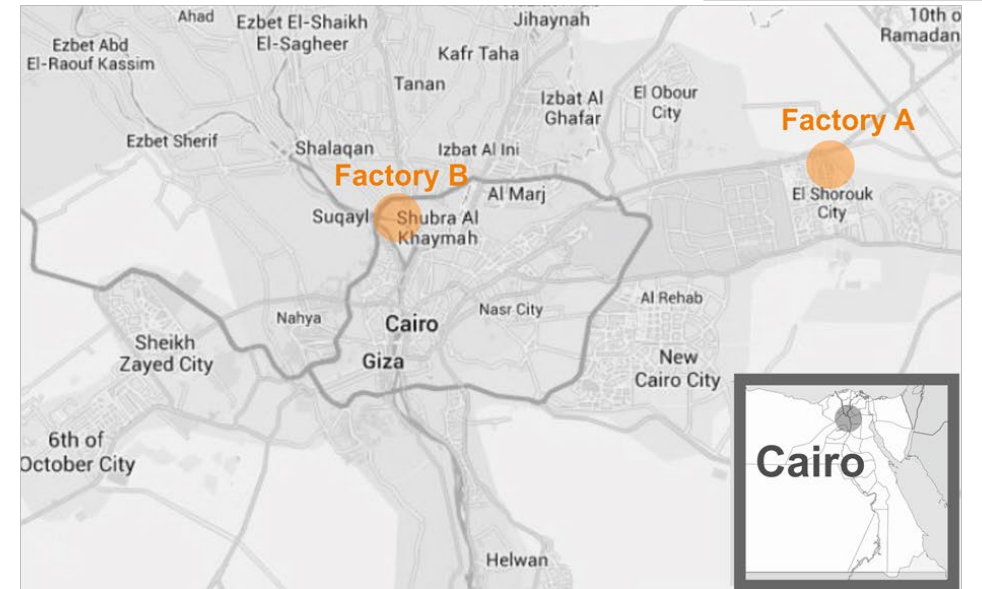 Ahad
Ezbet El-Shaikh
El-Sagheer
Jihaynah
10th o
Ramadan
Ezbet Abd
El-Raouf Kassim
Kafr Taha
Tanan
Izbat Al
Ghafar
El Obour
City
Factory A
Ezbet Sherif
Shalaqan
Izbat Al Ini
Factory B
Al Marj
El Shorouk
City
Suqayl
Shubra Al
Khaymah
Nahya
Cairo
Nasr City
Al Rehab
Sheikh
Zayed City
Giza
New
Cairo City
6th of
October City
Cairo
Helwan